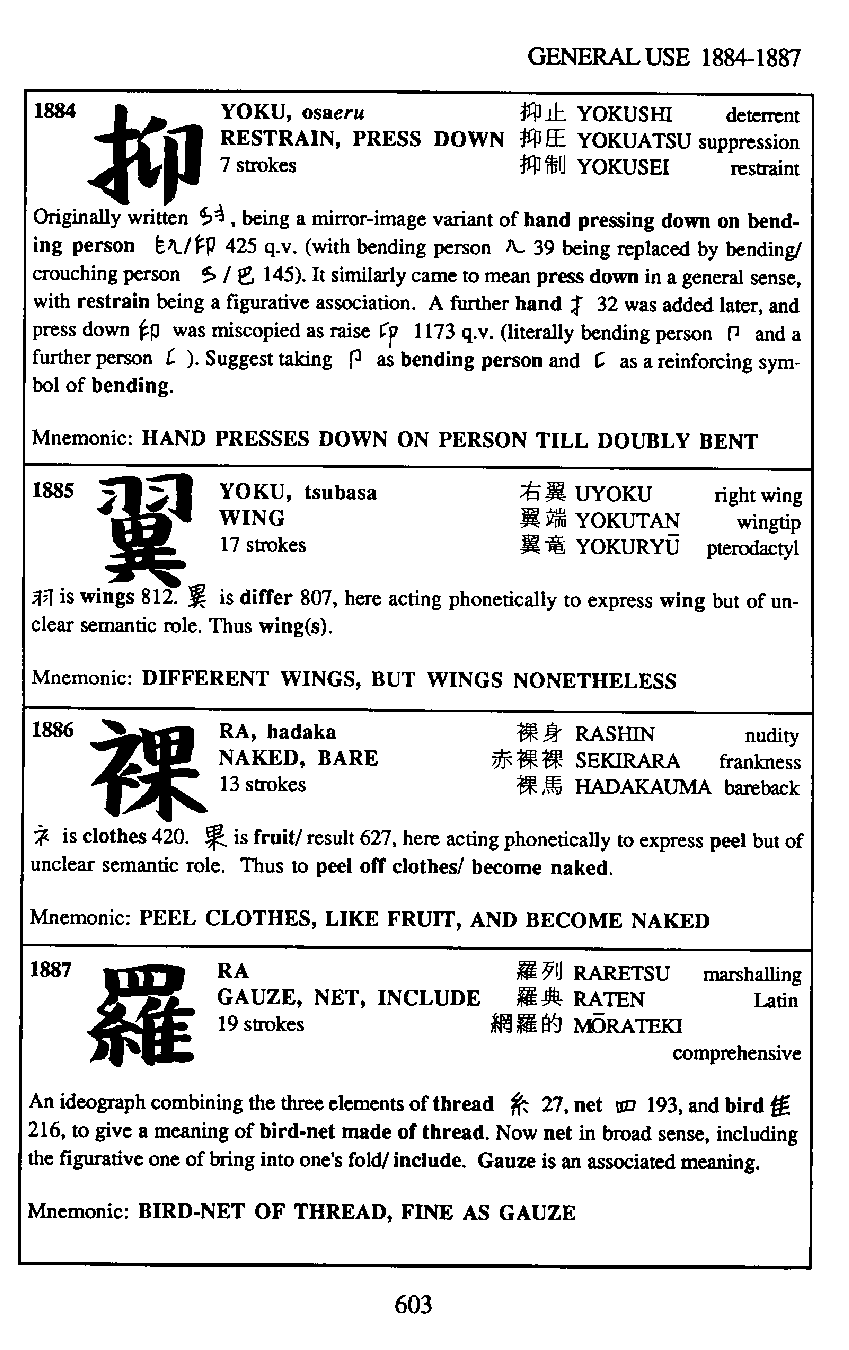 GENERAL USE 1884-1887
1884 抑 YOKU, osaeru 抑止 YOKUSHI deterrent
RESTRAIN, PRESS DOWN 抑圧 YOKUATSU suppression
7 strokes 抑制 YOKUSEI restraint
Originally written , being a mirror-image variant of hand pressing down on bend-
ing person /印 425 q.v. (with bending person 39 being replaced by bending/
crouching person / 巴 145). It similarly came to mean press down in a general sense,
with restrain being a figurative association. A further hand 扌 32 was added later, and
press down 印 was miscopied as raise 卬 1173 q.v. (literally bending person 卩 and a
further person ). Suggest taking 卩 as bending person and as a reinforcing sym-
bol of bending.
Mnemonic: HAND PRESSES DOWN ON PERSON TILL DOUBLY BENT
1885 翼 YOKU, tsubasa 右翼 UYOKU right wing
WING 翼端 YOKUTAN wingtip
17 strokes 翼竜 YOKURYŪ pterodactyl
羽 is wings 812. 異 is differ 807, here acting phonetically to express wing but of un-
clear semantic role. Thus wing(s).
Mnemonic: DIFFERENT WINGS, BUT WINGS NONETHELESS
1886 裸 RA, hadaka 裸身 RASHIN nudity
NAKED, BARE 赤裸裸 SEKIRARA frankness
13 strokes 裸馬 HADAKAUMA bareback
衤 is clothes 420. 果 is fruit/ result 627, here acting phonetically to express peel but of
unclear semantic role. Thus to peel off clothes/ become naked.
Mnemonic: PEEL CLOTHES, LIKE FRUIT, AND BECOME NAKED
1887 羅 RA 羅列 RARETSU marshalling
GAUZE, NET, INCLUDE 羅典 RATEN Latin
19 strokes 網羅的 MŌRATEKI
comprehensive
An ideograph combining the three elements of thread 糸 27, net 罒 193, and bird 隹
216, to give a meaning of bird-net made of thread. Now net in broad sense, including
the figurative one of bring into one's fold/ include. Gauze is an associated meaning.
Mnemonic: BIRD-NET OF THREAD, FINE AS GAUZE
603